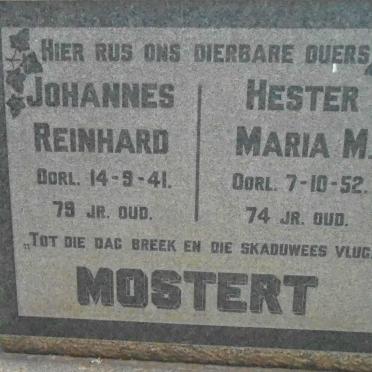 HIER RUS ONS DIERBARE OUERS
JOHANNES REINHARD
OORL. 14-9-41.
79 JR. OUD.
HESTER MARIA M.
OORL. 7-10-52.
74 JR. OUD.
„TOT DIE DAG BREEK EN DIE SKADUWEES VLUG.
MOSTERT